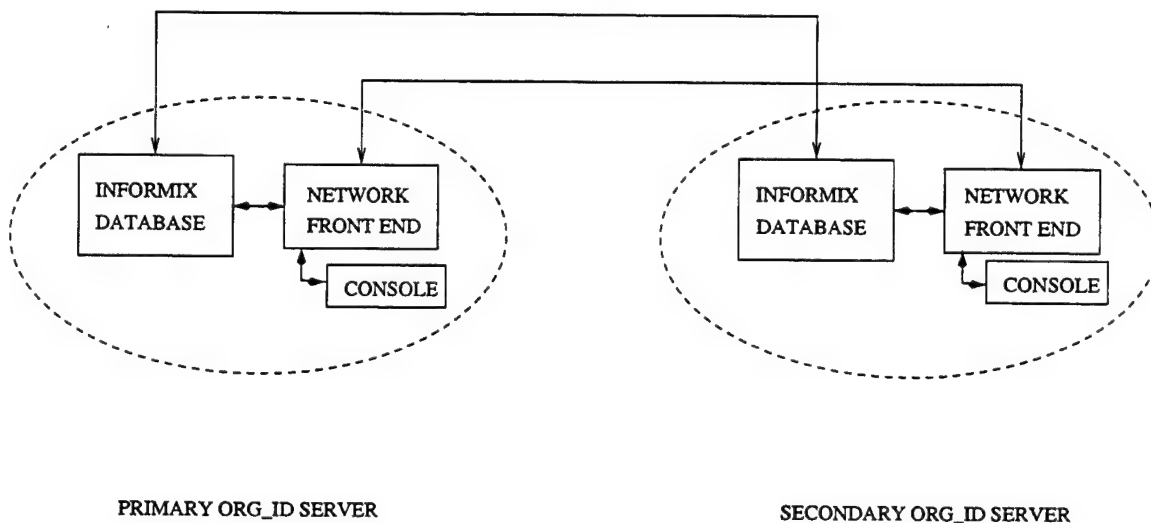 INFORMIX
DATABASE
NETWORK
FRONT END
CONSOLE
INFORMIX
DATABASE
NETWORK
FRONT END
CONSOLE
PRIMARY ORG_ID SERVER
SECONDARY ORG_ID SERVER